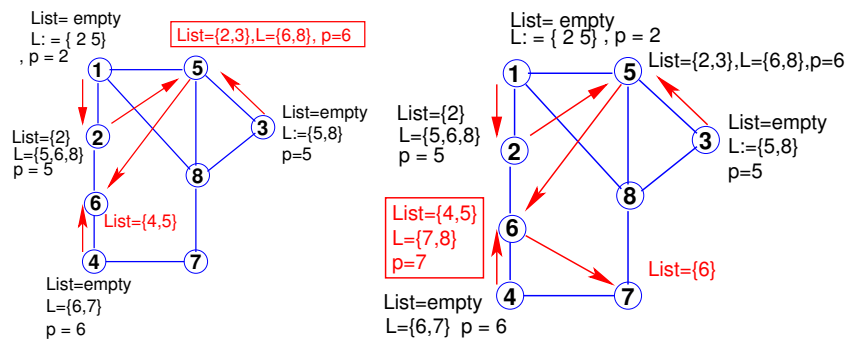 List= empty
L: = { 2 5}
, p = 2
List={2,3},L={6,8}, p=6
1
5
3
List=empty
L:={5,8}
p=5
List={2}
L={5,6,8}
p = 5
2
8
6
List={4,5}
4
7
List=empty
L={6,7}
p = 6
List= empty
L: = { 2 5} , p = 2
1
5
List={2,3},L={6,8},p=6
List={2}
L={5,6,8}
p = 5
2
3
List=empty
L:={5,8}
p=5
8
List={4,5}
L={7,8}
p=7
6
List={6}
4
7
List=empty
L={6,7} p = 6